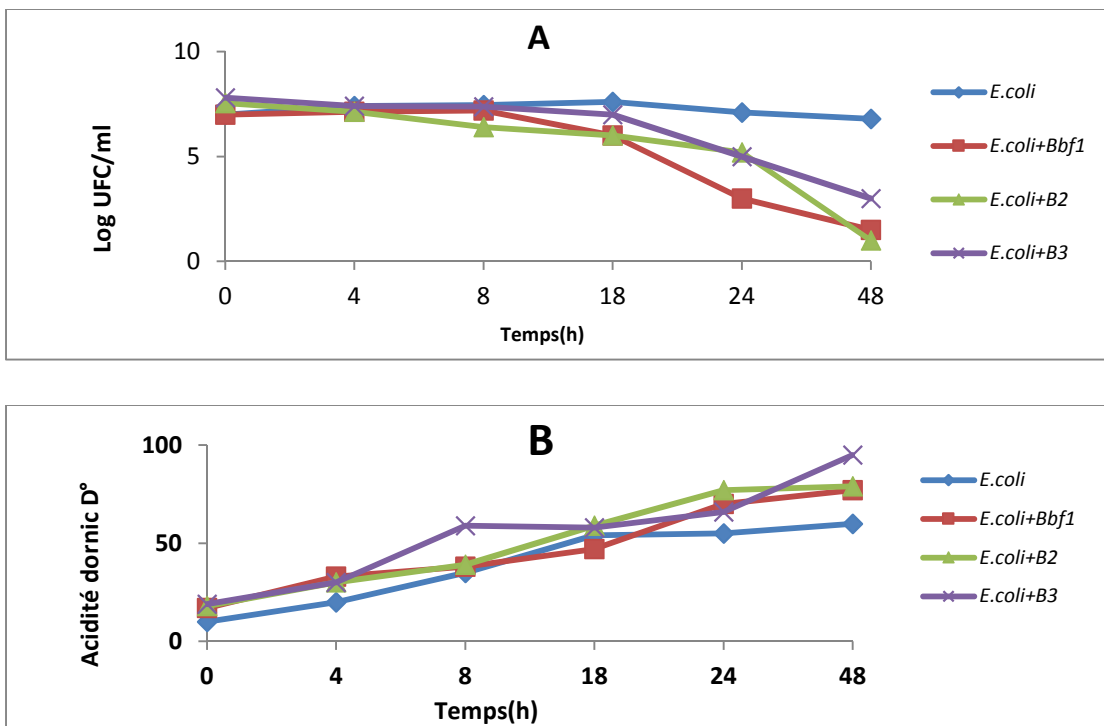 A
10
5
0
Log UFC/ml
0 4 8 18 24 48
Temps(h)
E.coli
E.coli+Bbf1
E.coli+B2
E.coli+B3
B
100
50
0
Acidité dornic D°
0 4 8 18 24 48
Temps(h)
E.coli
E.coli+Bbf1
E.coli+B2
E.coli+B3